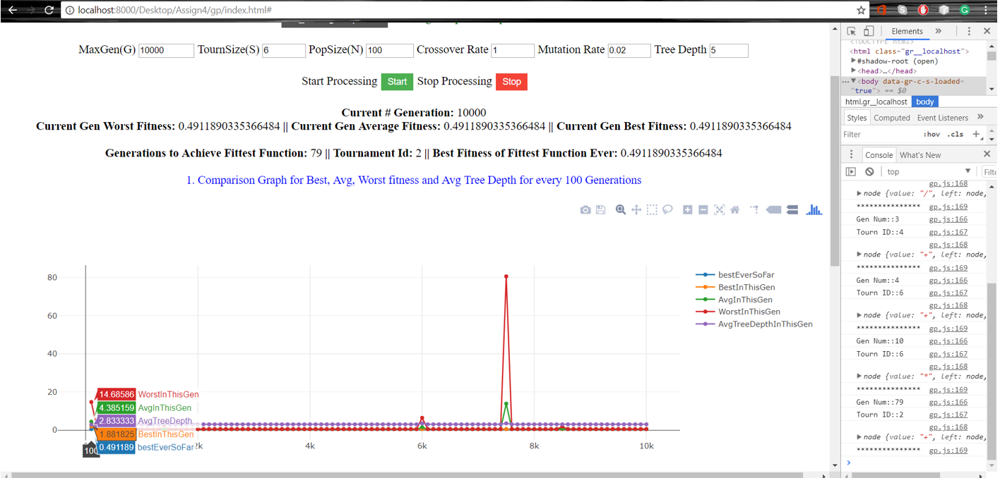 localhost:8000/Desktop/Assign4/gp/index.html#
MaxGen(G) 10000 TournSize(S) 6 PopSize(N) 100 Crossover Rate 1 Mutation Rate 0.02 Tree Depth 5
Start Processing Start Stop Processing Stop
Current # Generation: 10000
Current Gen Worst Fitness: 0.4911890335366484 || Current Gen Average Fitness: 0.4911890335366484 || Current Gen Best Fitness: 0.4911890335366484
Generations to Achieve Fittest Function: 79 || Tournament Id: 2 || Best Fitness of Fittest Function Ever: 0.4911890335366484
1. Comparison Graph for Best, Avg, Worst fitness and Avg Tree Depth for every 100 Generations
80
60
40
20
0
bestEverSoFar
BestInThisGen
AvgInThisGen
WorstInThisGen
AvgTreeDepthInThisGen
14.68586 WorstInThisGen
4.385159 AvgInThisGen
2.833333 AvgTreeDepth...
1.881825 BestInThisGen
0.491189 bestEverSoFar
100
2k
4k
6k
8k
10k
Elements »
<!DOCTYPE html>
<html class="gr__localhost">
#shadow-root (open)
<head>…</head>
<body data-gr-c-s-loaded=
"true"> == $0
html.gr__localhost body
Styles Computed Event Listeners »
Filter :hov .cls +
Console What's New
top
gp.js:168
node {value: "/", left: node,
*************** gp.js:169
Gen Num::3 gp.js:166
Tourn ID::4 gp.js:167
gp.js:168
node {value: "+", left: node,
*************** gp.js:169
Gen Num::4 gp.js:166
Tourn ID::6 gp.js:167
gp.js:168
node {value: "+", left: node,
*************** gp.js:169
Gen Num::10 gp.js:166
Tourn ID::6 gp.js:167
gp.js:168
node {value: "*", left: node,
*************** gp.js:169
Gen Num::79 gp.js:166
Tourn ID::2 gp.js:167
gp.js:168
node {value: "+", left: node,
*************** gp.js:169